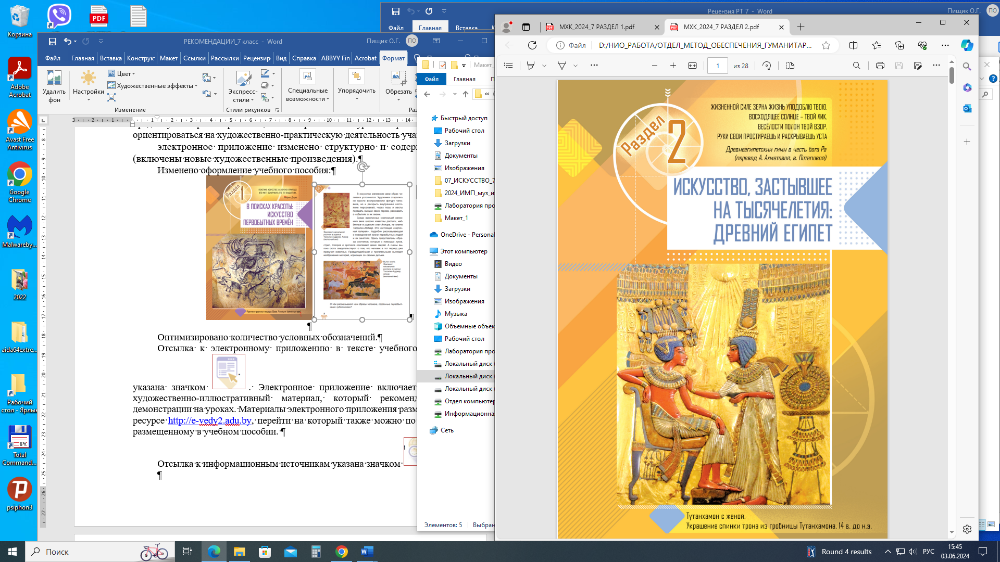 Корзина
Adobe Acrobat
Avast Free Antivirus
Google Chrome
Malwareby...
2022
aida64extre...
Рабочий стол - Ярлык
Total Command...
psiphon3
Рецензия РТ 7 - Word
Пищик О.Г.
ПО
Файл
Главная
Вставка
РЕКОМЕНДАЦИИ_7 класс - Word
Пищик О.Г.
ПО
Файл Главная Вставка Конструк Макет Ссылки Рассылки Рецензир Вид Справка ABBYY Fin Acrobat Формат
Удалить фон
Настройки
Цвет
Художественные эффекты
Изменение
Экспресс-стили
Стили рисунков
Специальные возможности
Упорядочить
Обрезать
Раз
ориентироваться на художественно-практическую деятельность уча
электронное приложение изменено структурно и содер
(включены новые художественные произведения).¶
Изменено оформление учебного пособия:¶
Раздел 1
В ПОИСКАХ КРАСОТЫ:
ИСКУССТВО
ПЕРВОБЫТНЫХ ВРЕМЁН
Оптимизировано количество условных обозначений.¶
Отсылка к электронному приложению в тексте учебного
указана значком . Электронное приложение включает
художественно-иллюстративный материал, который рекоменд
демонстрации на уроках. Материалы электронного приложения разм
ресурсе http://e-vedy2.adu.by, перейти на который также можно по
размещенному в учебном пособии. ¶
Отсылка к информационным источникам указана значком
¶
Макет_
Файл
Главная
Быстрый доступ
Рабочий стол
Загрузки
Документы
Изображения
07_ИСКУССТВО_7
2024_ИМП_муз_и
Лаборатория про
Макет_1
OneDrive - Personal
Этот компьютер
Видео
Документы
Загрузки
Изображения
Музыка
Объемные объек
Рабочий стол
Лаборатория про
Локальный диск
Локальный диск
Локальный диск
Отдел компьютер
Информационна
Сеть
Элементов: 5
Выбран
МХК_2024_7 РАЗДЕЛ 1.pdf
МХК_2024_7 РАЗДЕЛ 2.pdf
Файл
D:/НИО_РАБОТА/ОТДЕЛ_МЕТОД_ОБЕСПЕЧЕНИЯ_ГУМАНИТАР...
1
из 28
Раздел 2
ЖИЗНЕННОЙ СИЛЕ ЗЕРНА ЖИЗНЬ УПОДОБЛЮ ТВОЮ.
ВОСХОДЯЩЕЕ СОЛНЦЕ – ТВОЙ ЛИК.
ВЕСЁЛОСТИ ПОЛОН ТВОЙ ВЗОР.
РУКИ СВОИ ПРОСТИРАЕШЬ И РАСКРЫВАЕШЬ УСТА
Древнеегипетский гимн в честь бога Ра
(перевод А. Ахматовой, В. Потаповой)
ИСКУССТВО, ЗАСТЫВШЕЕ
НА ТЫСЯЧЕЛЕТИЯ:
ДРЕВНИЙ ЕГИПЕТ
Тутанхамон с женой.
Украшение спинки трона из гробницы Тутанхамона, 14 в. до н.э.
Поиск
Round 4 results
РУС
15:45
03.06.2024